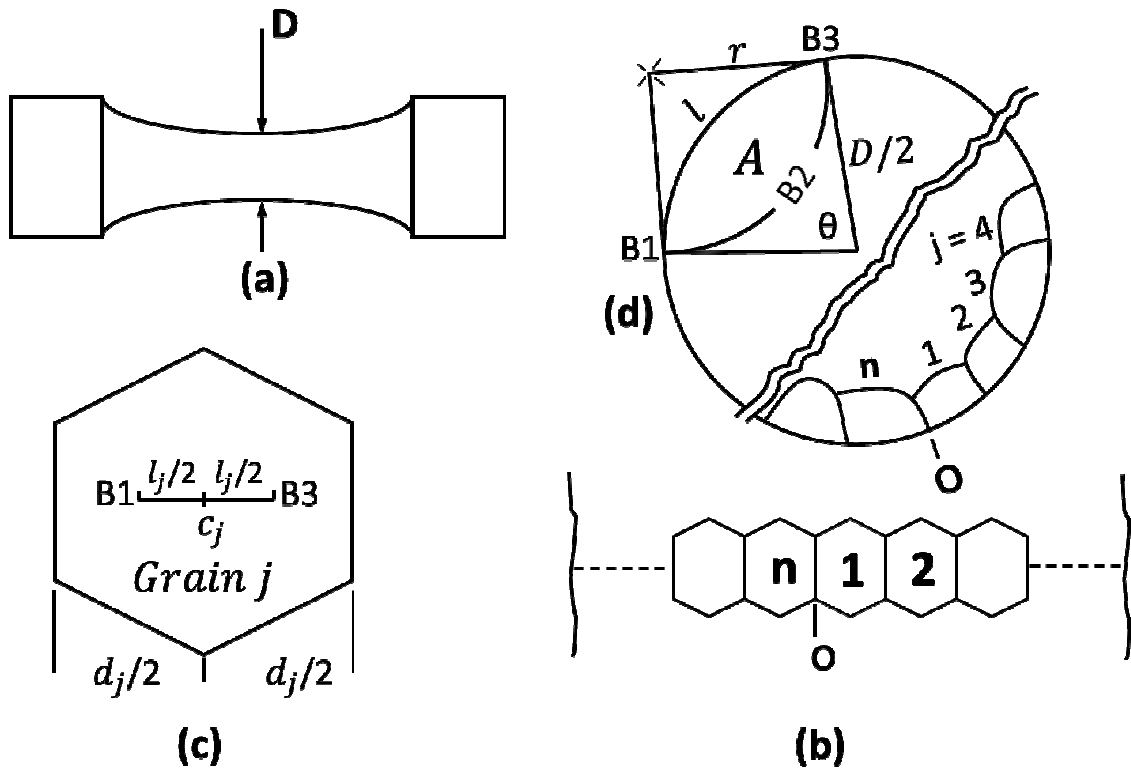 D
(a)
B3
r
l
A
D/2
B2
θ
B1
(d)
j = 4
3
2
1
n
O
l_j/2 l_j/2
B1 B3
c_j
Grain j
d_j/2 d_j/2
(c)
n 1 2
O
(b)